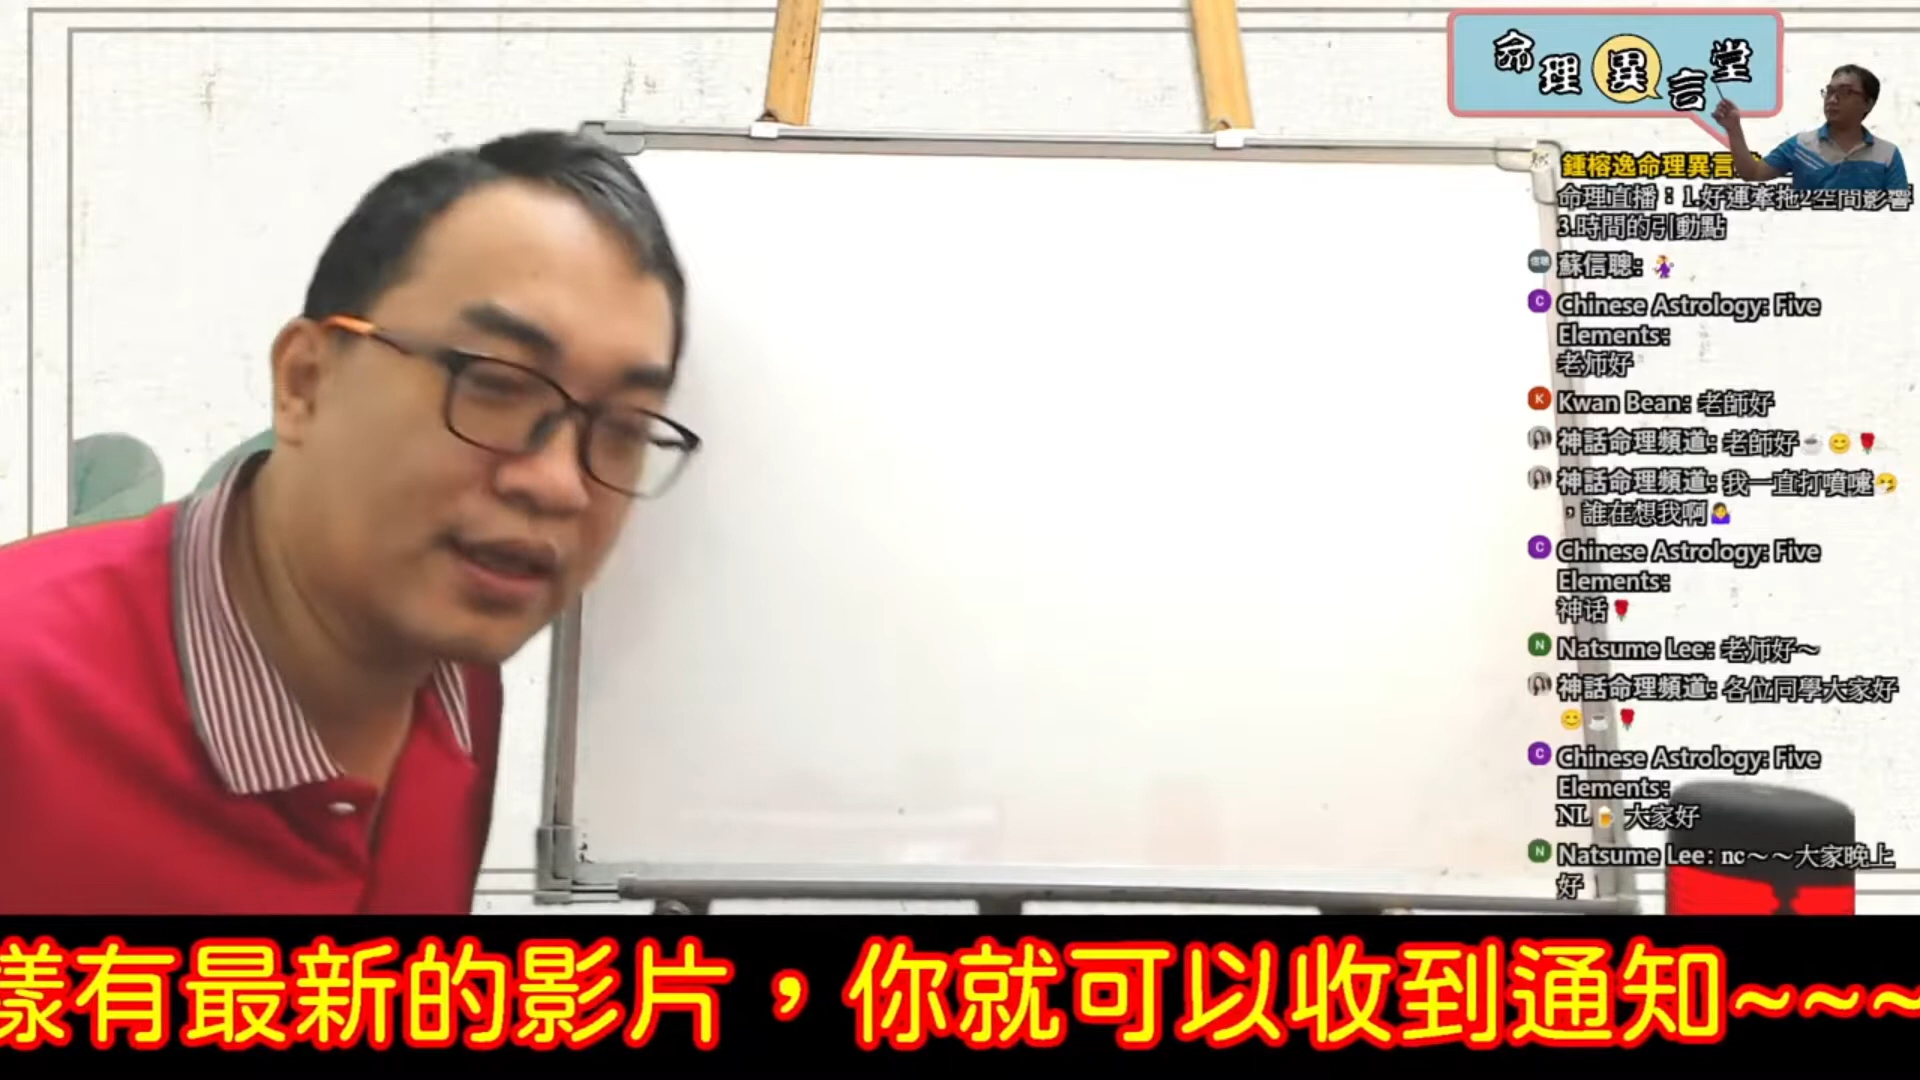 命理異言堂
鍾榕逸命理異言
命理直播：1.好運牽拖2空間影響
3.時間的引動點
蘇信聰:
Chinese Astrology: Five
Elements:
老师好
Kwan Bean: 老師好
神話命理頻道: 老師好☕😊🌹
神話命理頻道: 我一直打噴嚏🤧
，誰在想我啊🤷‍♀️
Chinese Astrology: Five
Elements:
神话🌹
Natsume Lee: 老师好～
神話命理頻道: 各位同學大家好
😊☕🌹
Chinese Astrology: Five
Elements:
NL🍺大家好
Natsume Lee: nc～～大家晚上
好
樣有最新的影片，你就可以收到通知~~~